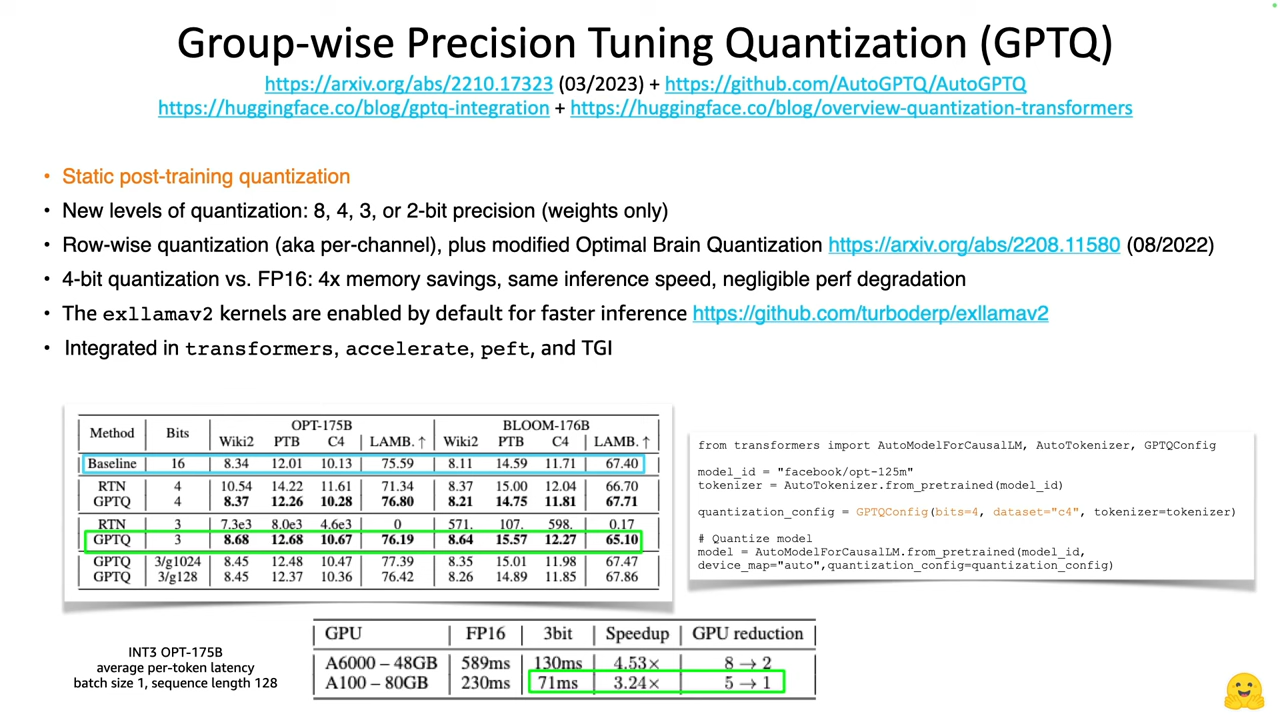 Group-wise Precision Tuning Quantization (GPTQ)
https://arxiv.org/abs/2210.17323 (03/2023) + https://github.com/AutoGPTQ/AutoGPTQ
https://huggingface.co/blog/gptq-integration + https://huggingface.co/blog/overview-quantization-transformers
• Static post-training quantization
• New levels of quantization: 8, 4, 3, or 2-bit precision (weights only)
• Row-wise quantization (aka per-channel), plus modified Optimal Brain Quantization https://arxiv.org/abs/2208.11580 (08/2022)
• 4-bit quantization vs. FP16: 4x memory savings, same inference speed, negligible perf degradation
• The exllamav2 kernels are enabled by default for faster inference https://github.com/turboderp/exllamav2
• Integrated in transformers, accelerate, peft, and TGI
Method | Bits | OPT-175B | BLOOM-176B
Wiki2 PTB C4 | LAMB. ↑ | Wiki2 PTB C4 | LAMB. ↑
Baseline | 16 | 8.34 12.01 10.13 | 75.59 | 8.11 14.59 11.71 | 67.40
RTN | 4 | 10.54 14.22 11.61 | 71.34 | 8.37 15.00 12.04 | 66.70
GPTQ | 4 | 8.37 12.26 10.28 | 76.80 | 8.21 14.75 11.81 | 67.71
RTN | 3 | 7.3e3 8.0e3 4.6e3 | 0 | 571. 107. 598. | 0.17
GPTQ | 3 | 8.68 12.68 10.67 | 76.19 | 8.64 15.57 12.27 | 65.10
GPTQ | 3/g1024 | 8.45 12.48 10.47 | 77.39 | 8.35 15.01 11.98 | 67.47
GPTQ | 3/g128 | 8.45 12.37 10.36 | 76.42 | 8.26 14.89 11.85 | 67.86
from transformers import AutoModelForCausalLM, AutoTokenizer, GPTQConfig
model_id = "facebook/opt-125m"
tokenizer = AutoTokenizer.from_pretrained(model_id)
quantization_config = GPTQConfig(bits=4, dataset="c4", tokenizer=tokenizer)
# Quantize model
model = AutoModelForCausalLM.from_pretrained(model_id,
device_map="auto",quantization_config=quantization_config)
INT3 OPT-175B
average per-token latency
batch size 1, sequence length 128
GPU | FP16 | 3bit | Speedup | GPU reduction
A6000 – 48GB | 589ms | 130ms | 4.53× | 8 → 2
A100 – 80GB | 230ms | 71ms | 3.24× | 5 → 1